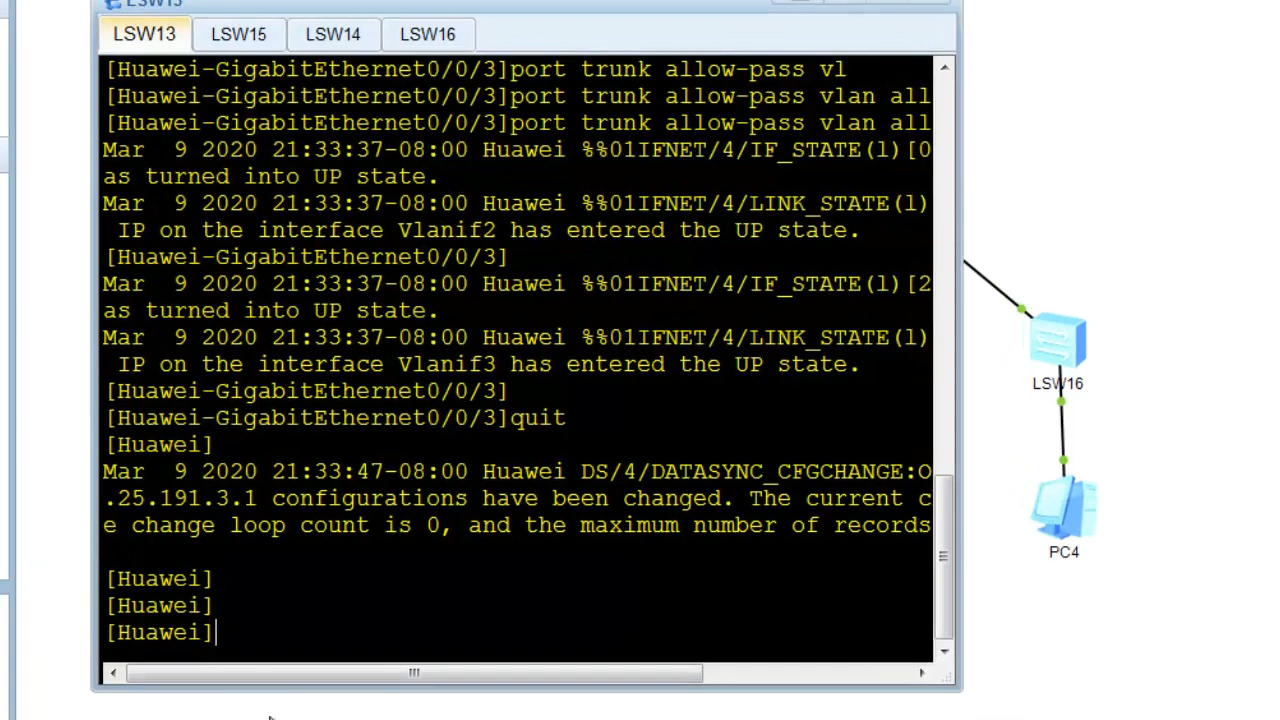 LSW13
LSW13
LSW15
LSW14
LSW16
[Huawei-GigabitEthernet0/0/3]port trunk allow-pass vl
[Huawei-GigabitEthernet0/0/3]port trunk allow-pass vlan all
[Huawei-GigabitEthernet0/0/3]port trunk allow-pass vlan all
Mar  9 2020 21:33:37-08:00 Huawei %%01IFNET/4/IF_STATE(l)[0
as turned into UP state.
Mar  9 2020 21:33:37-08:00 Huawei %%01IFNET/4/LINK_STATE(l)
 IP on the interface Vlanif2 has entered the UP state.
[Huawei-GigabitEthernet0/0/3]
Mar  9 2020 21:33:37-08:00 Huawei %%01IFNET/4/IF_STATE(l)[2
as turned into UP state.
Mar  9 2020 21:33:37-08:00 Huawei %%01IFNET/4/LINK_STATE(l)
 IP on the interface Vlanif3 has entered the UP state.
[Huawei-GigabitEthernet0/0/3]
[Huawei-GigabitEthernet0/0/3]quit
[Huawei]
Mar  9 2020 21:33:47-08:00 Huawei DS/4/DATASYNC_CFGCHANGE:O
.25.191.3.1 configurations have been changed. The current c
e change loop count is 0, and the maximum number of records
[Huawei]
[Huawei]
[Huawei]
LSW16
PC4